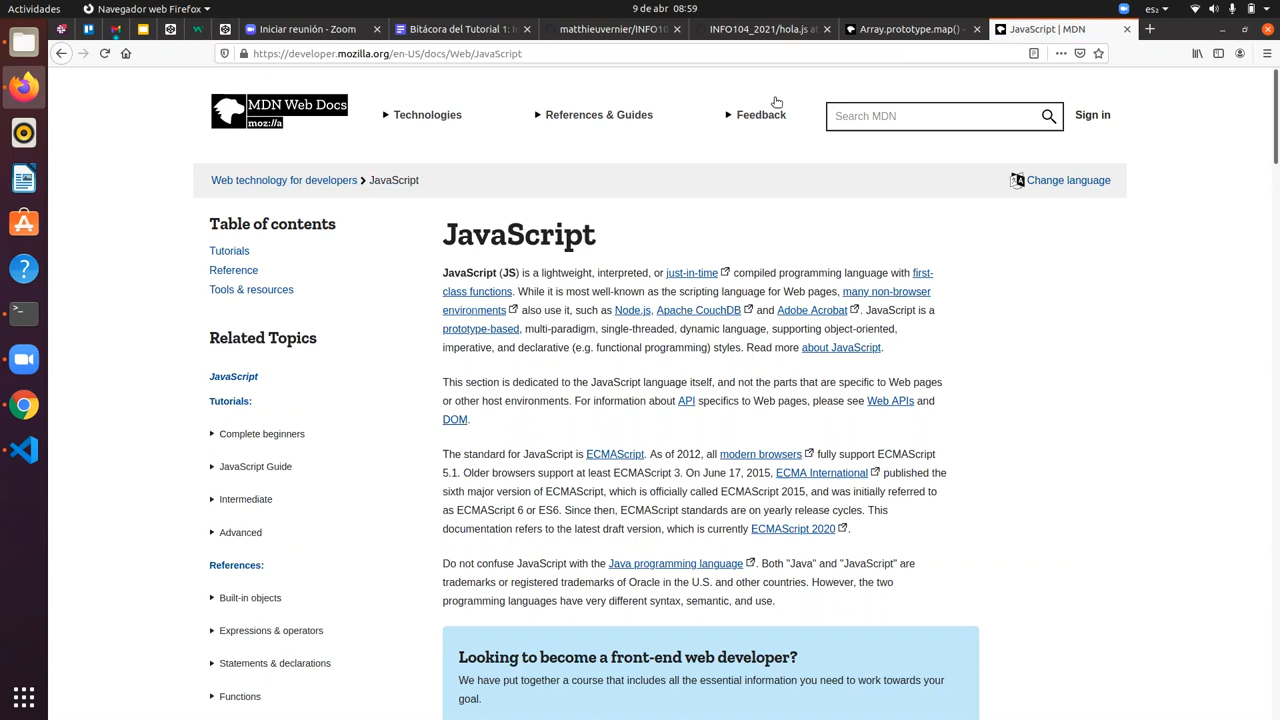 Actividades
Navegador web Firefox
9 de abr  08:59
es
Iniciar reunión - Zoom
Bitácora del Tutorial 1: In
matthieuvernier/INFO10
INFO104_2021/hola.js at
Array.prototype.map() -
JavaScript | MDN
https://developer.mozilla.org/en-US/docs/Web/JavaScript
MDN Web Docs
moz://a
Technologies
References & Guides
Feedback
Search MDN
Sign in
Web technology for developers
JavaScript
Change language
Table of contents
Tutorials
Reference
Tools & resources
Related Topics
JavaScript
Tutorials:
Complete beginners
JavaScript Guide
Intermediate
Advanced
References:
Built-in objects
Expressions & operators
Statements & declarations
Functions
JavaScript
JavaScript (JS) is a lightweight, interpreted, or just-in-time compiled programming language with first-
class functions. While it is most well-known as the scripting language for Web pages, many non-browser
environments also use it, such as Node.js, Apache CouchDB and Adobe Acrobat. JavaScript is a
prototype-based, multi-paradigm, single-threaded, dynamic language, supporting object-oriented,
imperative, and declarative (e.g. functional programming) styles. Read more about JavaScript.
This section is dedicated to the JavaScript language itself, and not the parts that are specific to Web pages
or other host environments. For information about API specifics to Web pages, please see Web APIs and
DOM.
The standard for JavaScript is ECMAScript. As of 2012, all modern browsers fully support ECMAScript
5.1. Older browsers support at least ECMAScript 3. On June 17, 2015, ECMA International published the
sixth major version of ECMAScript, which is officially called ECMAScript 2015, and was initially referred to
as ECMAScript 6 or ES6. Since then, ECMAScript standards are on yearly release cycles. This
documentation refers to the latest draft version, which is currently ECMAScript 2020.
Do not confuse JavaScript with the Java programming language. Both "Java" and "JavaScript" are
trademarks or registered trademarks of Oracle in the U.S. and other countries. However, the two
programming languages have very different syntax, semantic, and use.
Looking to become a front-end web developer?
We have put together a course that includes all the essential information you need to work towards your
goal.